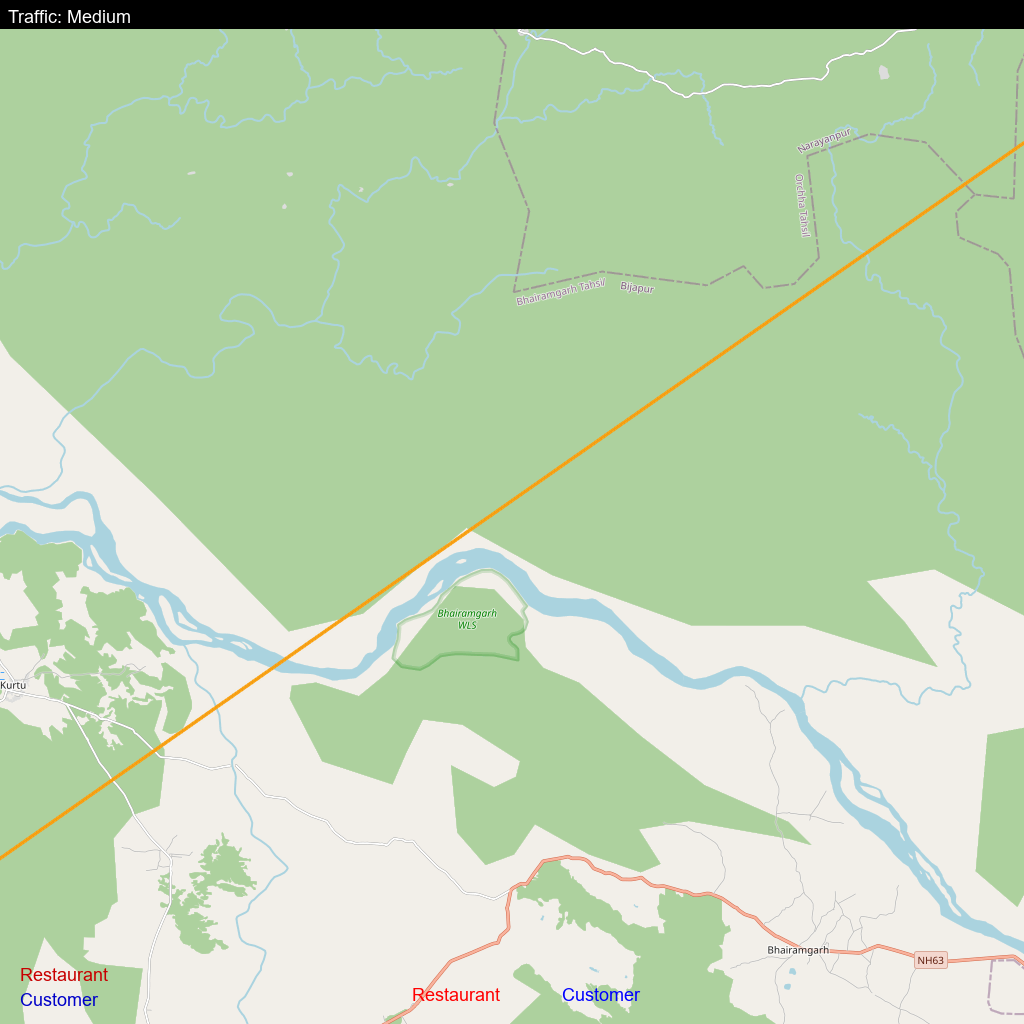 Traffic: Medium
Narayanpur
Orchha Tahsil
Bhairamgarh Tahsil
Bijapur
Bhairamgarh
WLS
Kurtu
Bhairamgarh
NH63
Restaurant
Customer
Restaurant
Customer